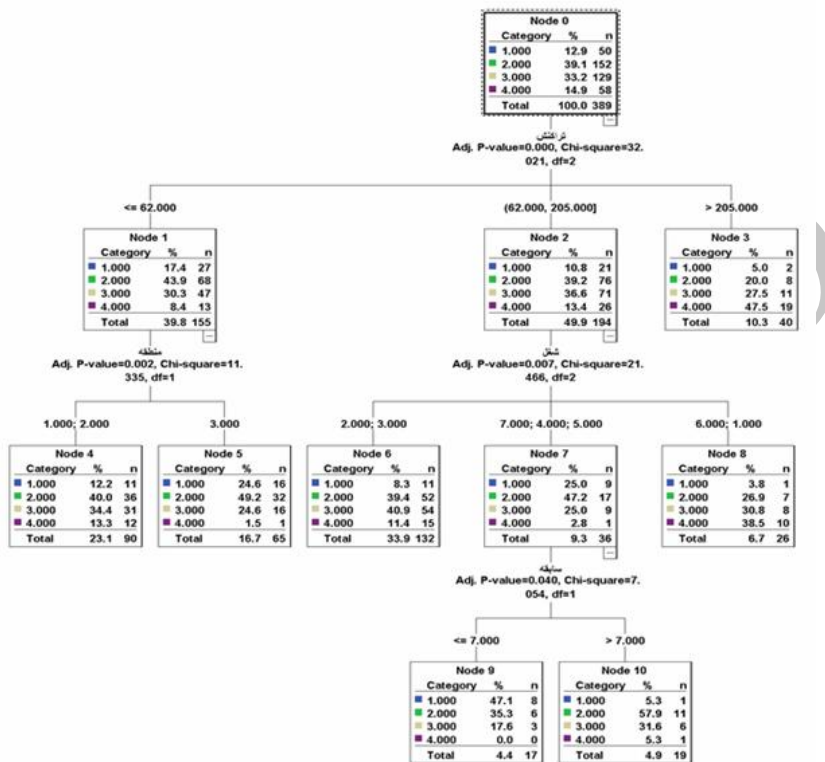 Node 0
Category % n
1.000 12.9 50
2.000 39.1 152
3.000 33.2 129
4.000 14.9 58
Total 100.0 389
تراکنش
Adj. P-value=0.000, Chi-square=32.
021, df=2
<= 62.000
(62.000, 205.000]
> 205.000
Node 1
Category % n
1.000 17.4 27
2.000 43.9 68
3.000 30.3 47
4.000 8.4 13
Total 39.8 155
Node 2
Category % n
1.000 10.8 21
2.000 39.2 76
3.000 36.6 71
4.000 13.4 26
Total 49.9 194
Node 3
Category % n
1.000 5.0 2
2.000 20.0 8
3.000 27.5 11
4.000 47.5 19
Total 10.3 40
منطقه
Adj. P-value=0.002, Chi-square=11.
335, df=1
شغل
Adj. P-value=0.007, Chi-square=21.
466, df=2
1.000; 2.000
3.000
2.000; 3.000
7.000; 4.000; 5.000
6.000; 1.000
Node 4
Category % n
1.000 12.2 11
2.000 40.0 36
3.000 34.4 31
4.000 13.3 12
Total 23.1 90
Node 5
Category % n
1.000 24.6 16
2.000 49.2 32
3.000 24.6 16
4.000 1.5 1
Total 16.7 65
Node 6
Category % n
1.000 8.3 11
2.000 39.4 52
3.000 40.9 54
4.000 11.4 15
Total 33.9 132
Node 7
Category % n
1.000 25.0 9
2.000 47.2 17
3.000 25.0 9
4.000 2.8 1
Total 9.3 36
Node 8
Category % n
1.000 3.8 1
2.000 26.9 7
3.000 30.8 8
4.000 38.5 10
Total 6.7 26
سابقه
Adj. P-value=0.040, Chi-square=7.
054, df=1
<= 7.000
> 7.000
Node 9
Category % n
1.000 47.1 8
2.000 35.3 6
3.000 17.6 3
4.000 0.0 0
Total 4.4 17
Node 10
Category % n
1.000 5.3 1
2.000 57.9 11
3.000 31.6 6
4.000 5.3 1
Total 4.9 19